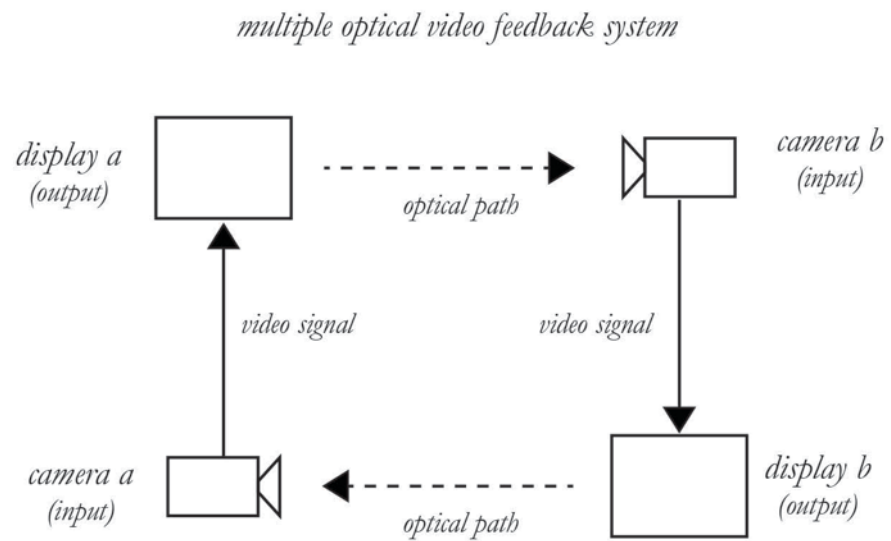 multiple optical video feedback system
display a
(output)
optical path
camera b
(input)
video signal
video signal
camera a
(input)
optical path
display b
(output)